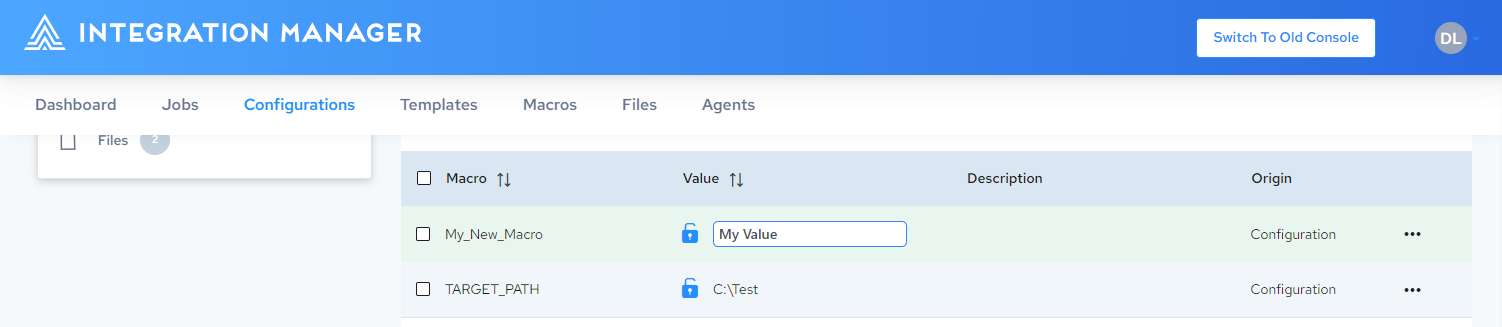 INTEGRATION MANAGER
Switch To Old Console
DL
Dashboard Jobs Configurations Templates Macros Files Agents
Files 2
Macro Value Description Origin
My_New_Macro My Value Configuration
TARGET_PATH C:\Test Configuration